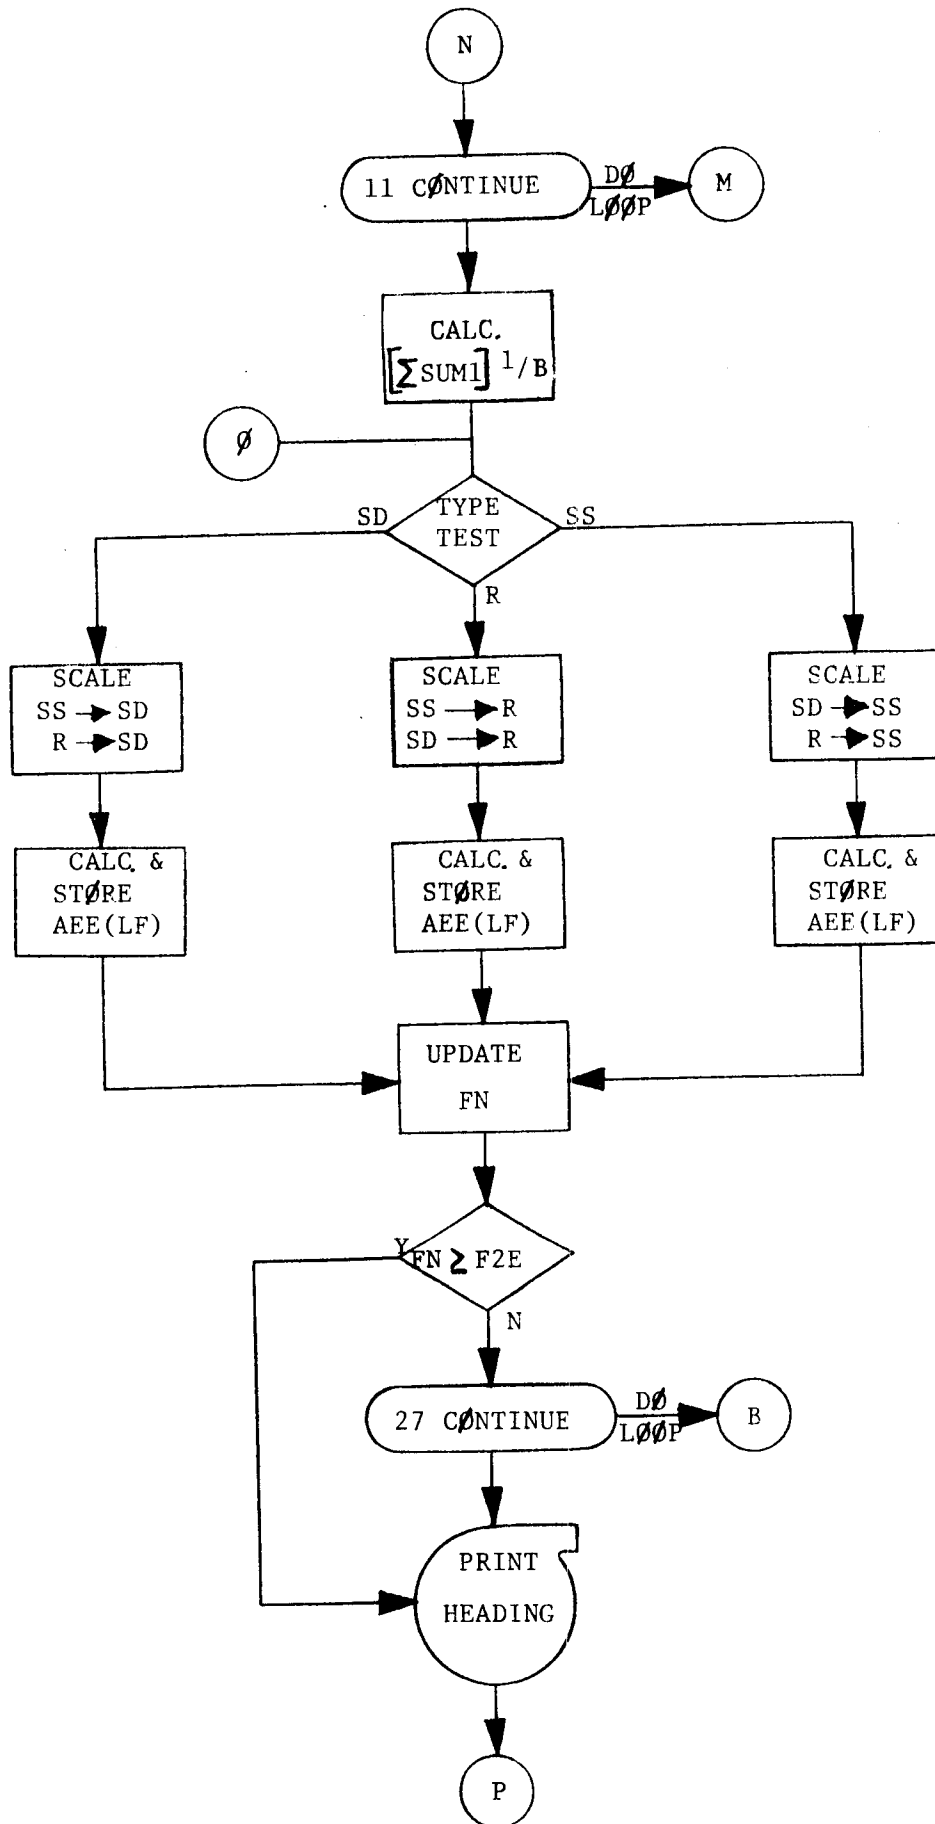 N
11 CØNTINUE
DØ
LØØP
M
CALC.
[ΣSUM1] 1/B
Ø
TYPE
TEST
SD
SS
R
SCALE
SS → SD
R → SD
SCALE
SS → R
SD → R
SCALE
SD → SS
R → SS
CALC. &
STØRE
AEE(LF)
CALC. &
STØRE
AEE(LF)
CALC. &
STØRE
AEE(LF)
UPDATE
FN
Y
FN ≥ F2E
N
27 CØNTINUE
DØ
LØØP
B
PRINT
HEADING
P